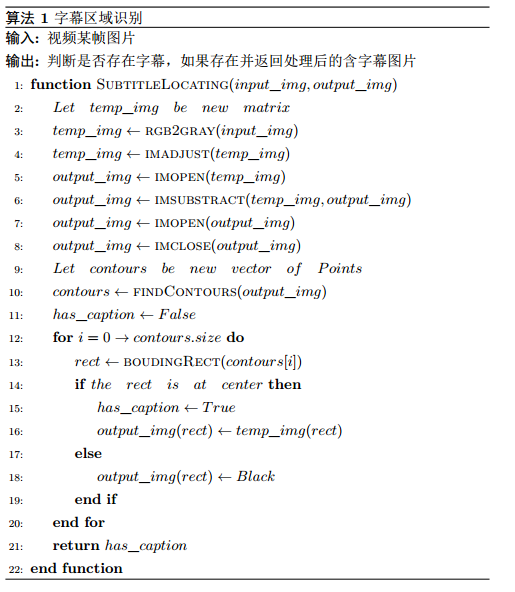 算法 1 字幕区域识别
输入: 视频某帧图片
输出: 判断是否存在字幕，如果存在并返回处理后的含字幕图片
1: function SUBTITLELOCATING(input_img, output_img)
2: Let temp_img be new matrix
3: temp_img ← RGB2GRAY(input_img)
4: temp_img ← IMADJUST(temp_img)
5: output_img ← IMOPEN(temp_img)
6: output_img ← IMSUBSTRACT(temp_img, output_img)
7: output_img ← IMOPEN(output_img)
8: output_img ← IMCLOSE(output_img)
9: Let contours be new vector of Points
10: contours ← FINDCONTOURS(output_img)
11: has_caption ← False
12: for i = 0 → contours.size do
13: rect ← BOUDINGRECT(contours[i])
14: if the rect is at center then
15: has_caption ← True
16: output_img(rect) ← temp_img(rect)
17: else
18: output_img(rect) ← Black
19: end if
20: end for
21: return has_caption
22: end function